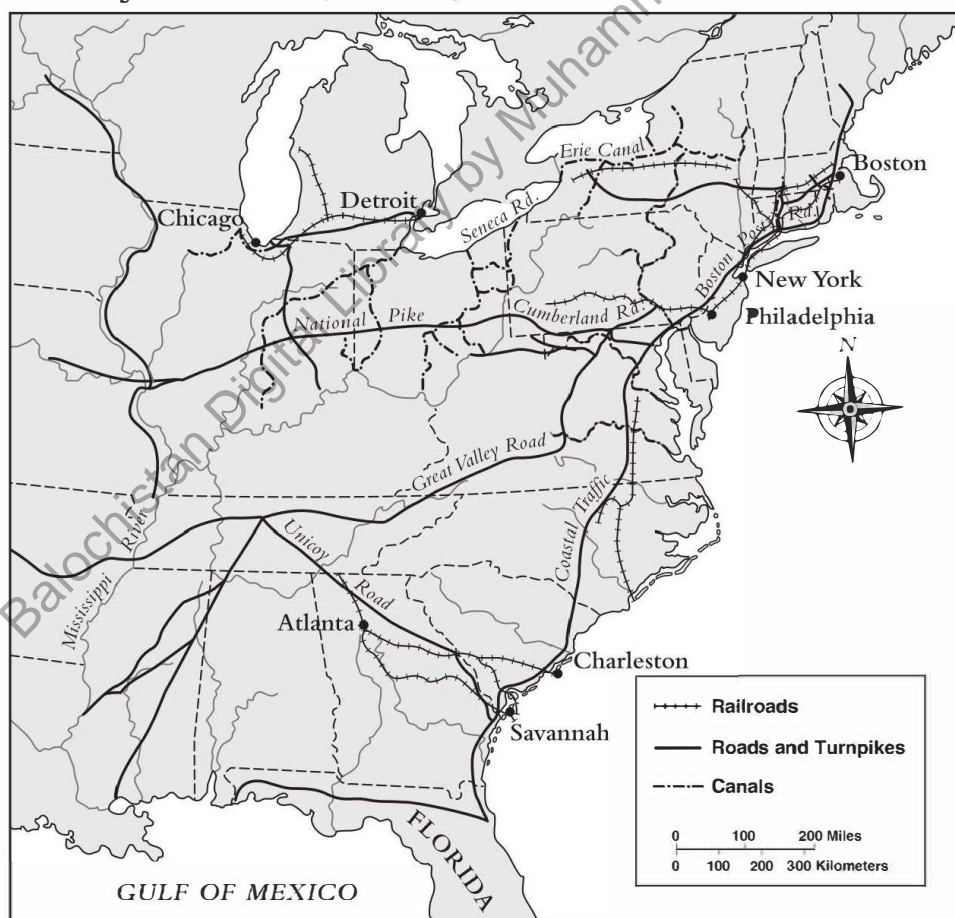 Balochistan Digital Library by Muhamm
Erie Canal
Boston
Detroit
Seneca Rd.
Chicago
Boston Post Rd.
New York
National Pike
Cumberland Rd.
Philadelphia
N
Great Valley Road
Coastal Traffic
Mississippi River
Unicoy Road
Atlanta
Charleston
Savannah
Railroads
Roads and Turnpikes
Canals
0 100 200 Miles
0 100 200 300 Kilometers
FLORIDA
GULF OF MEXICO